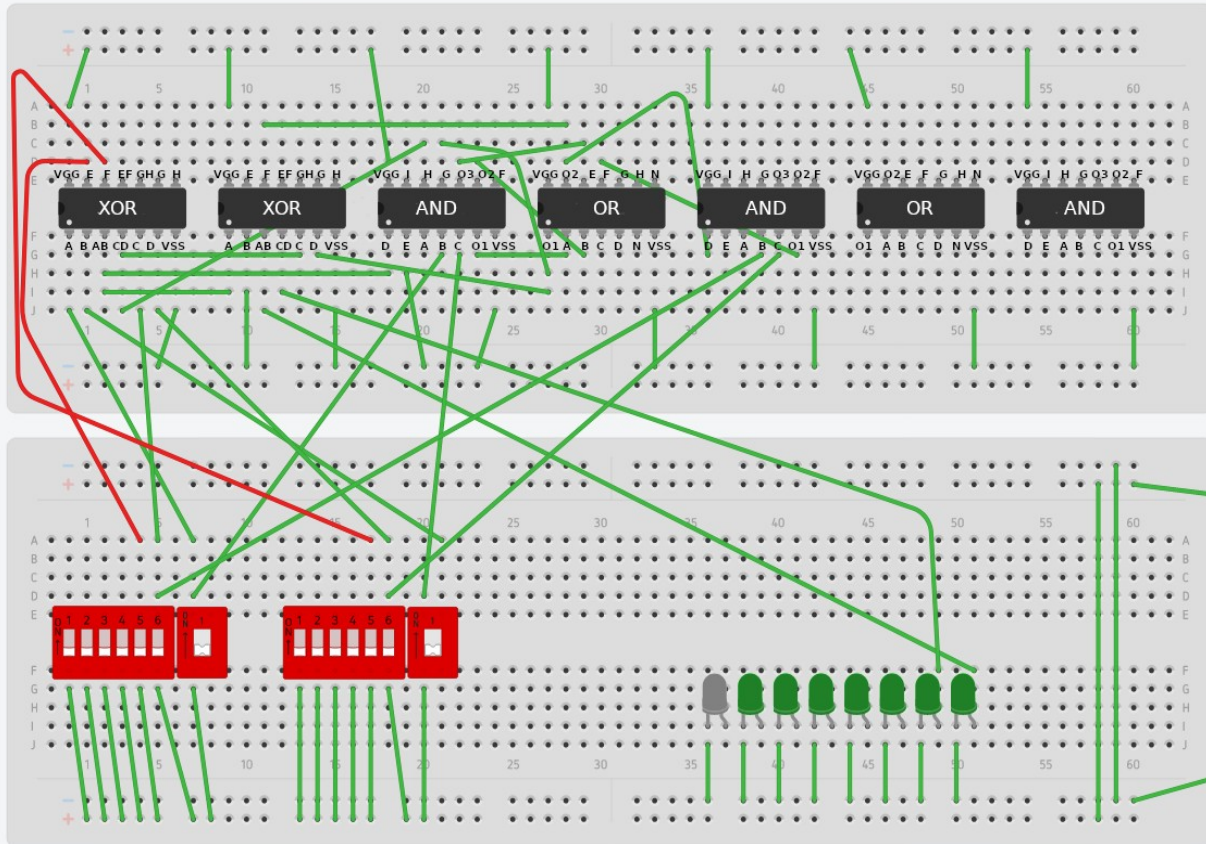 −
+
1 5 10 15 20 25 30 35 40 45 50 55 60
A A
B B
C C
D D
VGG E F EF GH G H VGG E F EF GH G H VGG I H G O3 O2 F VGG O2 E F G H N VGG I H G O3 O2 F VGG O2 E F G H N VGG I H G O3 O2 F
E E
XOR XOR AND OR AND OR AND
F F
A B AB CD C D VSS A B AB CD C D VSS D E A B C O1 VSS O1 A B C D N VSS D E A B C O1 VSS O1 A B C D N VSS D E A B C O1 VSS
G G
H H
I I
J J
1 5 10 15 20 25 30 35 40 45 50 55 60
−
+
−
+
1 5 10 15 20 25 30 35 40 45 50 55 60
A A
B B
C C
D D
E E
ON 1 2 3 4 5 6 ON 1 ON 1 2 3 4 5 6 ON 1
F F
G G
H H
I I
J J
1 5 10 15 20 25 30 35 40 45 50 55 60
−
+